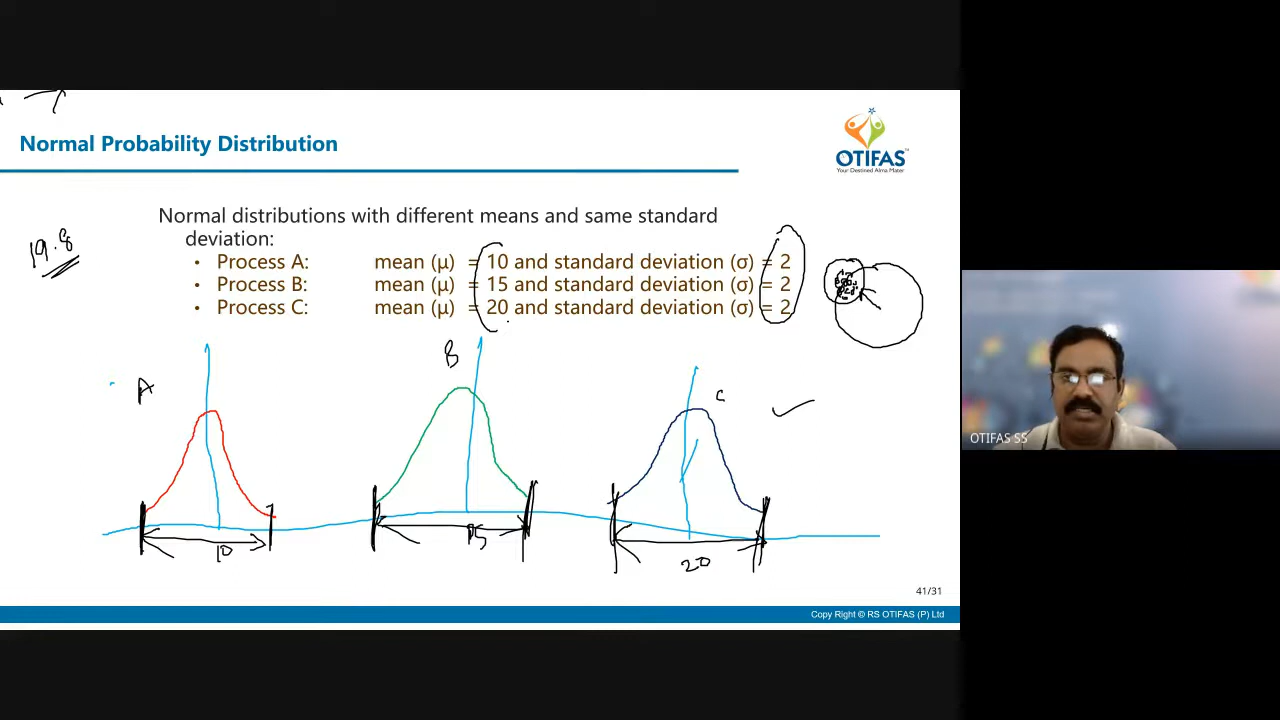 Normal Probability Distribution
OTIFAS
Your Destined Alma Mater
Normal distributions with different means and same standard
deviation:
19.8
• Process A: mean (μ) = 10 and standard deviation (σ) = 2
• Process B: mean (μ) = 15 and standard deviation (σ) = 2
• Process C: mean (μ) = 20 and standard deviation (σ) = 2
A
B
C
10
15
20
OTIFAS SS
41/31
Copy Right © RS OTIFAS (P) Ltd